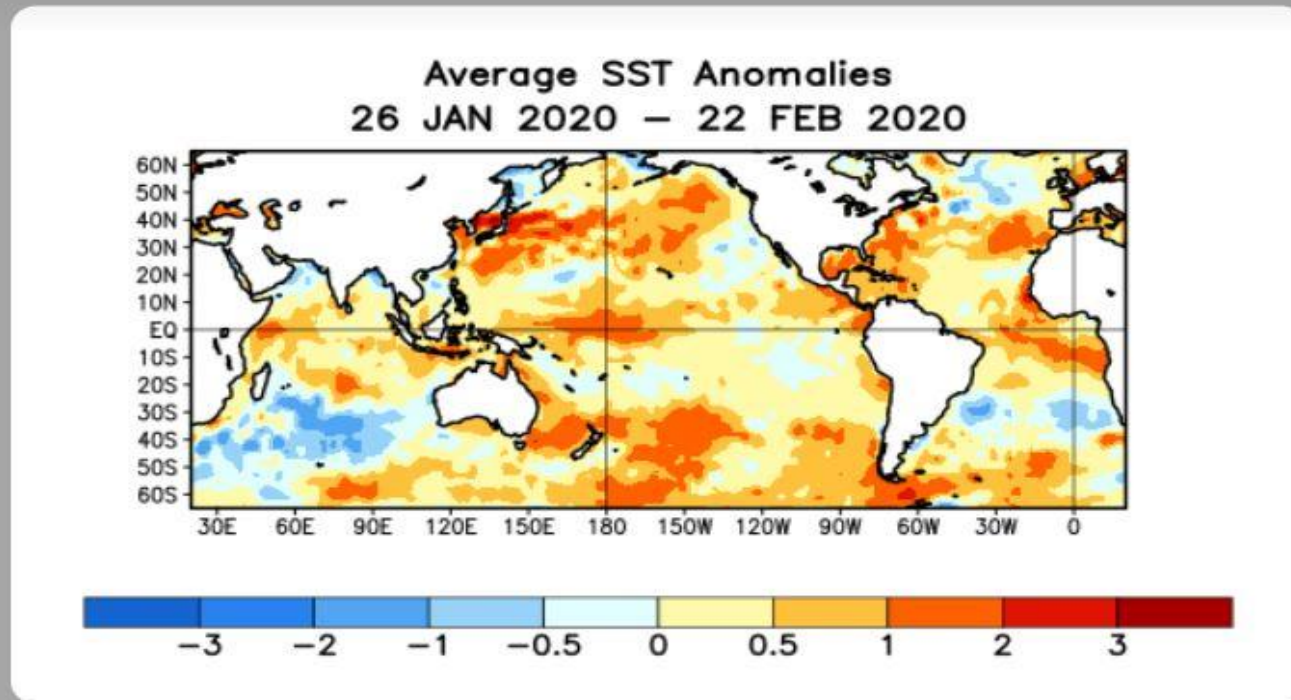 Average SST Anomalies
26 JAN 2020 – 22 FEB 2020
60N
50N
40N
30N
20N
10N
EQ
10S
20S
30S
40S
50S
60S
30E 60E 90E 120E 150E 180 150W 120W 90W 60W 30W 0
−3 −2 −1 −0.5 0 0.5 1 2 3